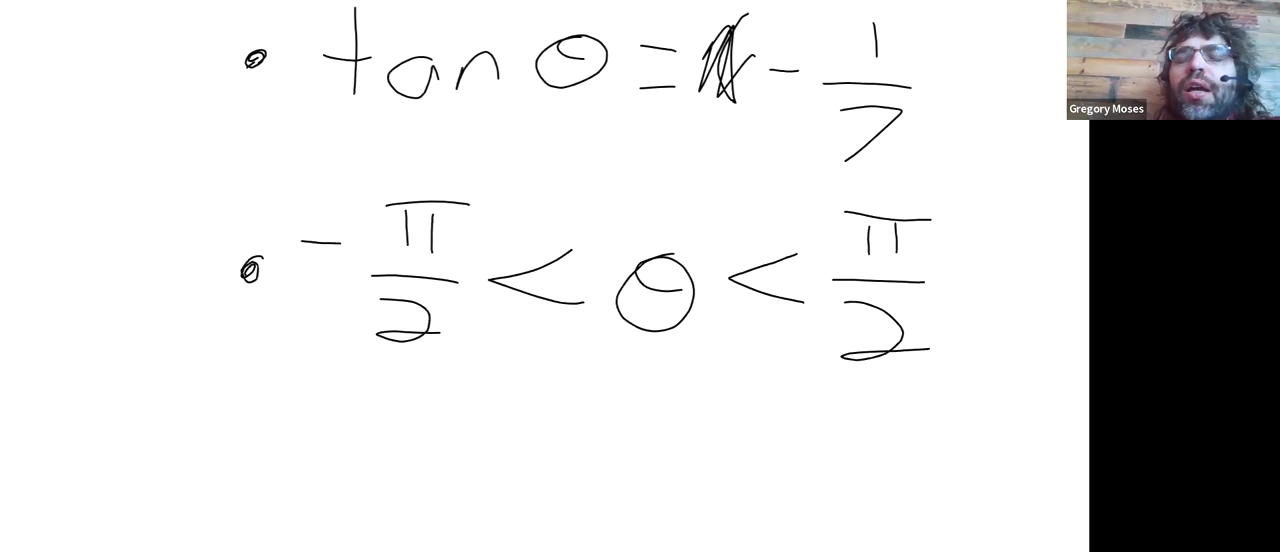 • tan θ = - 1/7
Gregory Moses
• - π/2 < θ < π/2